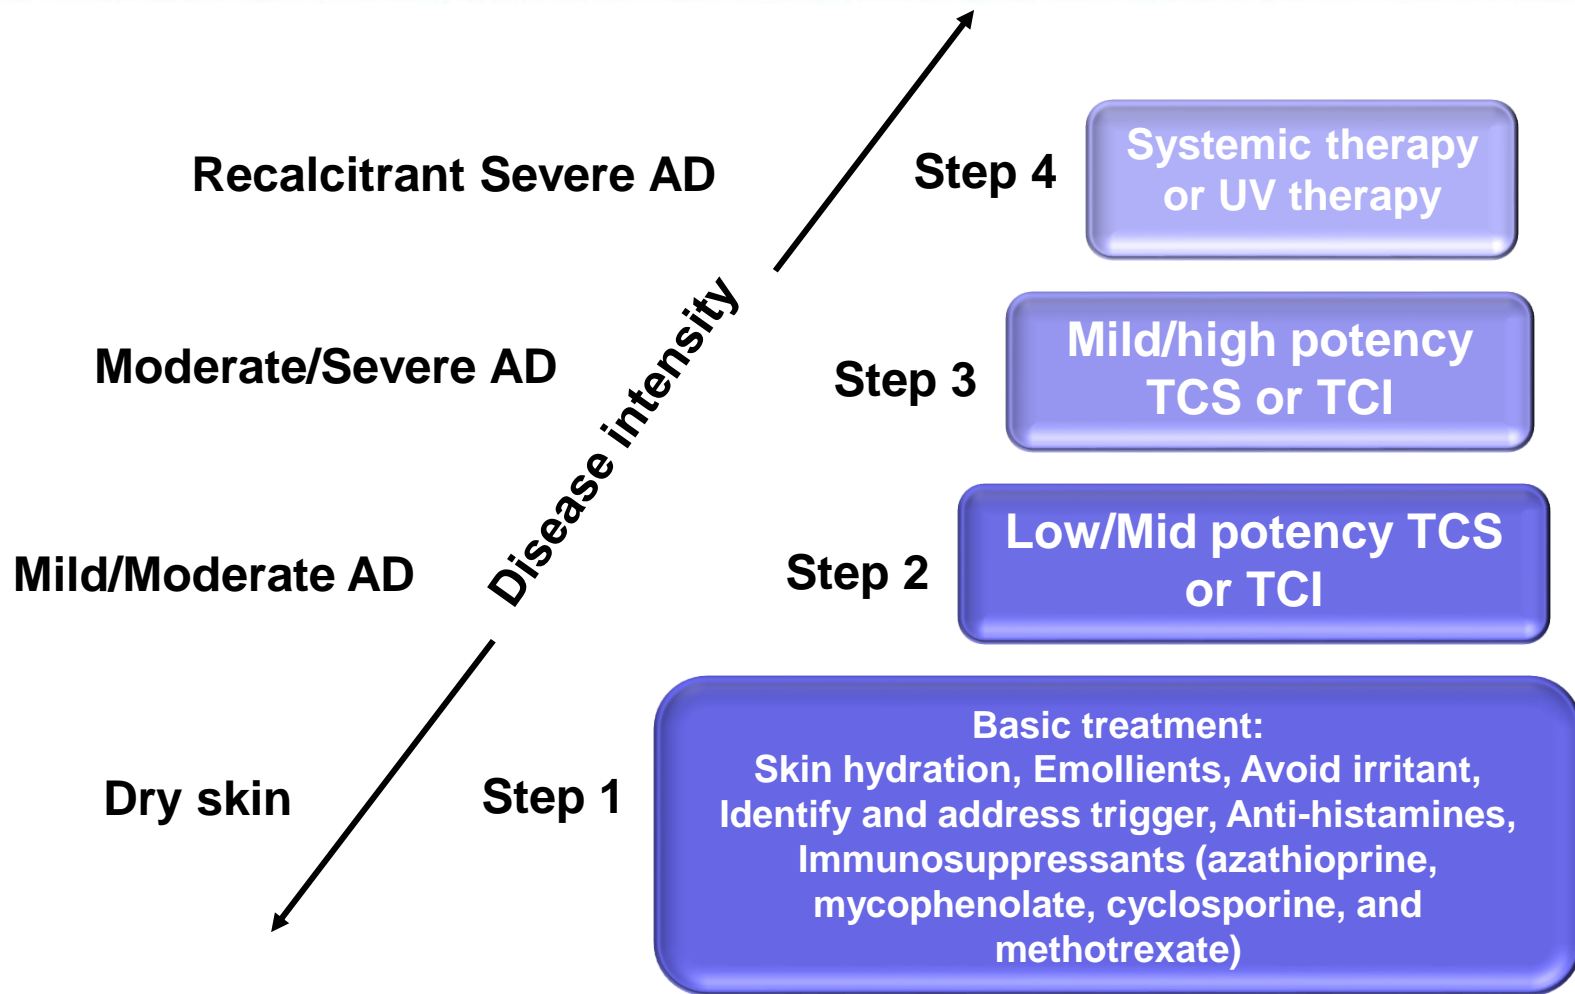 Recalcitrant Severe AD
Step 4
Systemic therapy
or UV therapy
Disease intensity
Moderate/Severe AD
Step 3
Mild/high potency
TCS or TCI
Mild/Moderate AD
Step 2
Low/Mid potency TCS
or TCI
Dry skin
Step 1
Basic treatment:
Skin hydration, Emollients, Avoid irritant,
Identify and address trigger, Anti-histamines,
Immunosuppressants (azathioprine,
mycophenolate, cyclosporine, and
methotrexate)